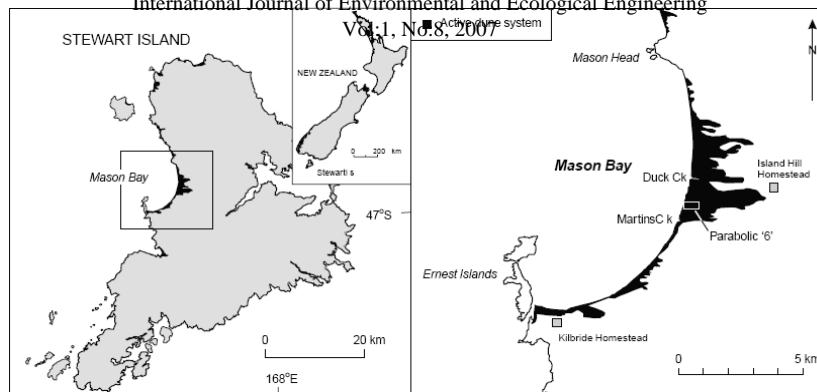 International Journal of Environmental and Ecological Engineering
Vol:1, No:8, 2007
STEWART ISLAND
NEW ZEALAND
0 200 km
Stewart I s
Mason Bay
47°S
0 20 km
168°E
Active dune system
N
Mason Head
Mason Bay
Island Hill
Homestead
Duck Ck
MartinsC k
Parabolic '6'
Ernest Islands
Kilbride Homestead
0 5 km